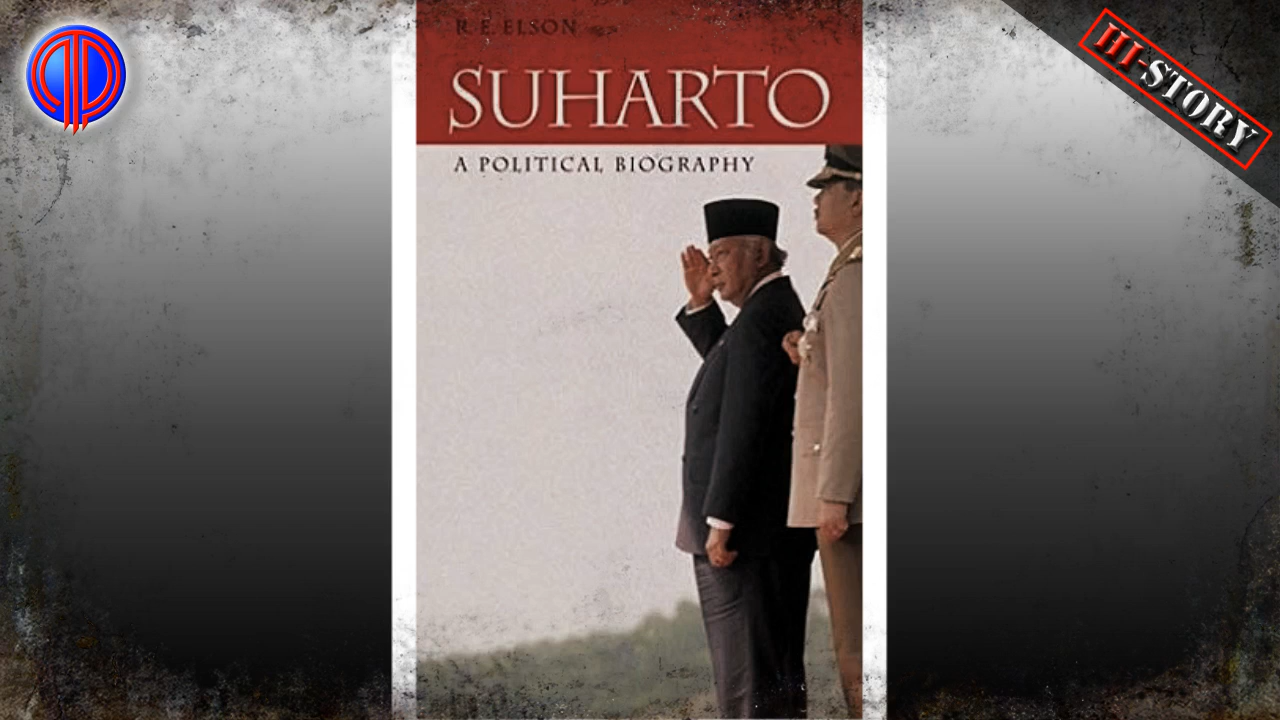 R. E. ELSON
SUHARTO
A POLITICAL BIOGRAPHY
HI-STORY